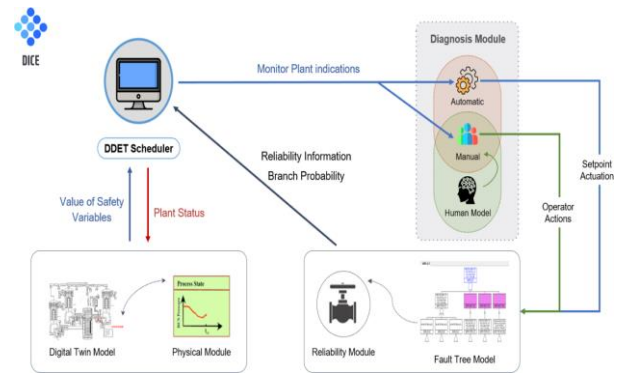 DICE
Diagnosis Module
Monitor Plant indications
Automatic
DDET Scheduler
Manual
Reliability Information
Branch Probability
Setpoint
Actuation
Value of Safety
Variables
Plant Status
Human Model
Operator
Actions
Process State
Digital Twin Model
Physical Module
Reliability Module
Fault Tree Model